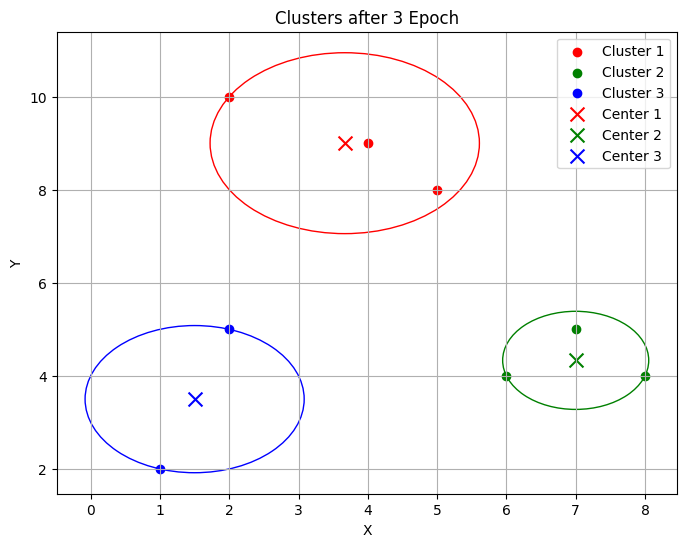 Clusters after 3 Epoch
Cluster 1
Cluster 2
Cluster 3
Center 1
Center 2
Center 3
Y
10
8
6
4
2
0 1 2 3 4 5 6 7 8
X